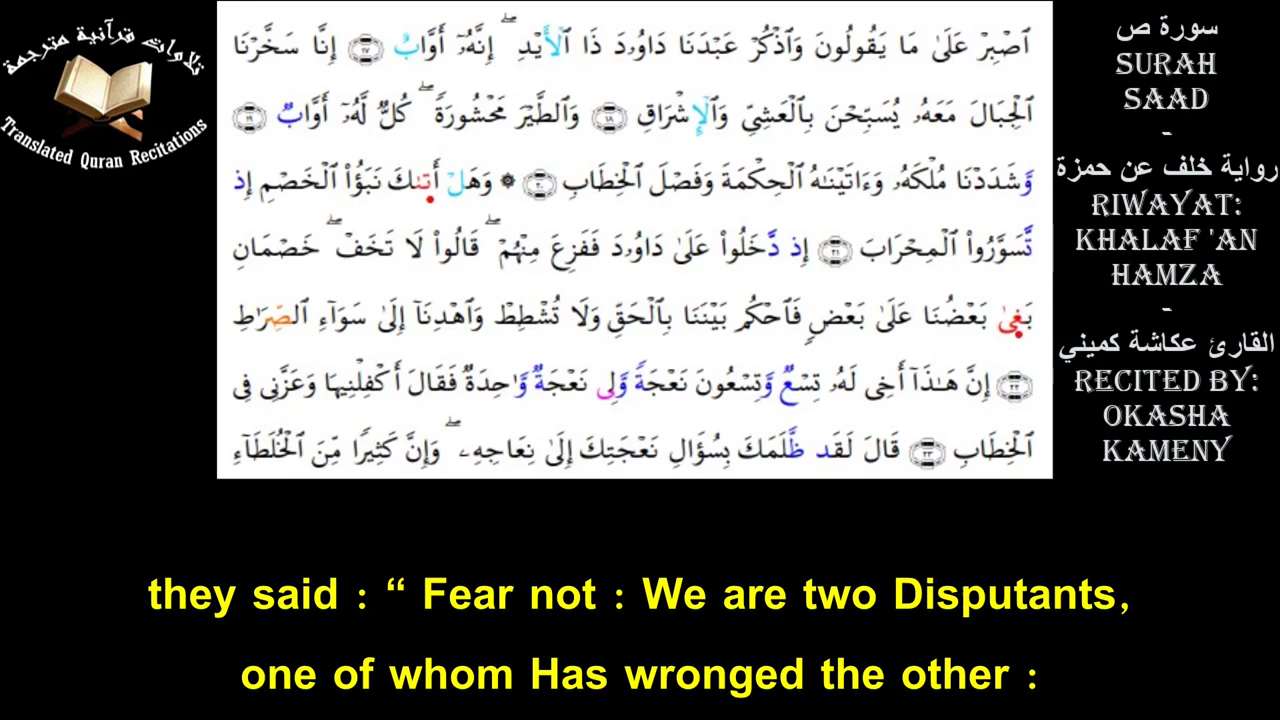 تلاوات قرآنية مترجمة
Translated Quran Recitations
ٱصۡبِرۡ عَلَىٰ مَا يَقُولُونَ وَٱذۡكُرۡ عَبۡدَنَا دَاوُۥدَ ذَا ٱلۡأَيۡدِۖ إِنَّهُۥٓ أَوَّابٌ ١٧ إِنَّا سَخَّرۡنَا
ٱلۡجِبَالَ مَعَهُۥ يُسَبِّحۡنَ بِٱلۡعَشِيِّ وَٱلۡإِشۡرَاقِ ١٨ وَٱلطَّيۡرَ مَحۡشُورَةٗۖ كُلّٞ لَّهُۥٓ أَوَّابٞ ١٩
وَّشَدَدۡنَا مُلۡكَهُۥ وَءَاتَيۡنَٰهُ ٱلۡحِكۡمَةَ وَفَصۡلَ ٱلۡخِطَابِ ٢٠ ۞ وَهَلۡ أَتَىٰكَ نَبَؤُاْ ٱلۡخَصۡمِ إِذ
تَّسَوَّرُواْ ٱلۡمِحۡرَابَ ٢١ إِذ دَّخَلُواْ عَلَىٰ دَاوُۥدَ فَفَزِعَ مِنۡهُمۡۖ قَالُواْ لَا تَخَفۡۖ خَصۡمَانِ
بَغَىٰ بَعۡضُنَا عَلَىٰ بَعۡضٖ فَٱحۡكُم بَيۡنَنَا بِٱلۡحَقِّ وَلَا تُشۡطِطۡ وَٱهۡدِنَآ إِلَىٰ سَوَآءِ ٱلصِّرَٰطِ
٢٢ إِنَّ هَٰذَآ أَخِي لَهُۥ تِسۡعٞ وَّتِسۡعُونَ نَعۡجَةٗ وَّلِي نَعۡجَةٞ وَّٰحِدَةٞ فَقَالَ أَكۡفِلۡنِيهَا وَعَزَّنِي فِي
ٱلۡخِطَابِ ٢٣ قَالَ لَقَد ظَّلَمَكَ بِسُؤَالِ نَعۡجَتِكَ إِلَىٰ نِعَاجِهِۦۖ وَإِنَّ كَثِيرٗا مِّنَ ٱلۡخُلَطَآءِ
سورة ص
SURAH
SAAD
-
رواية خلف عن حمزة
RIWAYAT:
KHALAF 'AN
HAMZA
-
القارئ عكاشة كميني
RECITED BY:
OKASHA
KAMENY
they said : “ Fear not : We are two Disputants,
one of whom Has wronged the other :